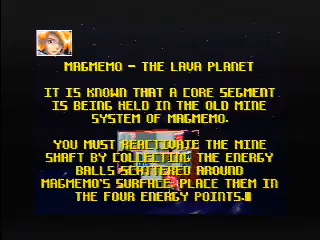 MAGMEMO - THE LAVA PLANET
IT IS KNOWN THAT A CORE SEGMENT
IS BEING HELD IN THE OLD MINE
SYSTEM OF MAGMEMO.
YOU MUST REACTIVATE THE MINE
SHAFT BY COLLECTING THE ENERGY
BALLS SCATTERED AROUND
MAGMEMO'S SURFACE. PLACE THEM IN
THE FOUR ENERGY POINTS.